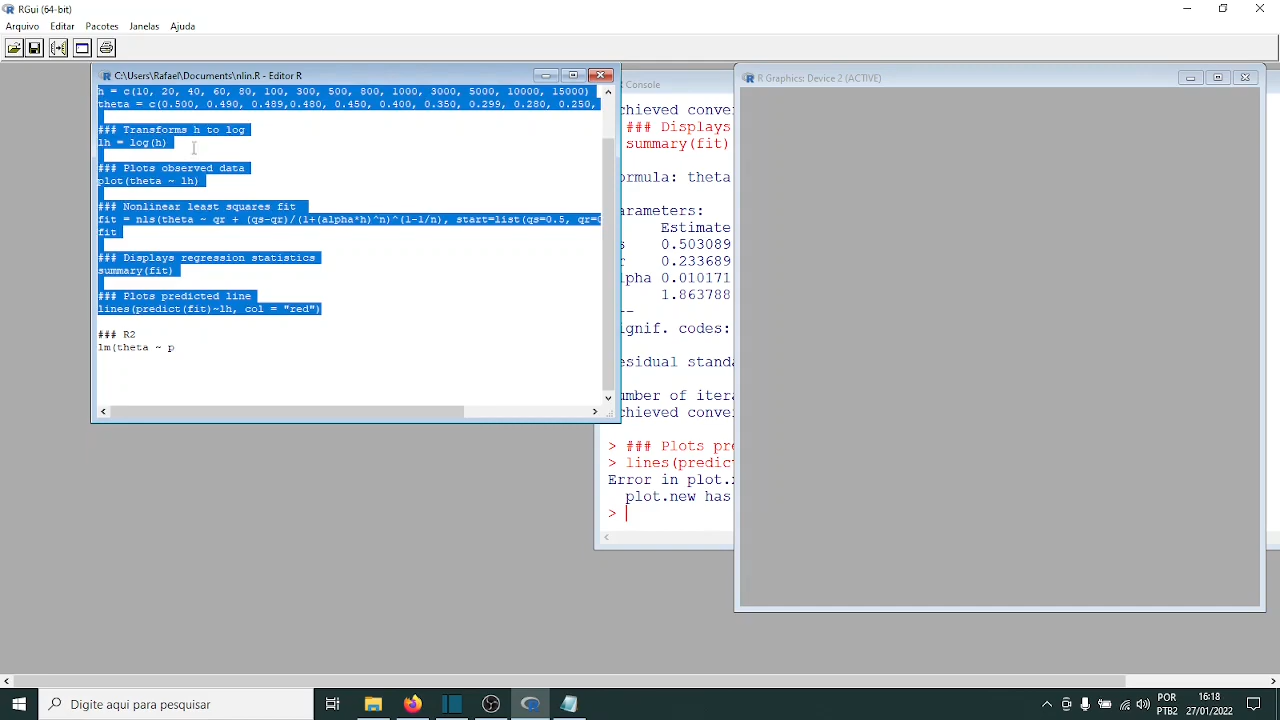 RGui (64-bit)
Arquivo Editar Pacotes Janelas Ajuda
C:\Users\Rafael\Documents\nlin.R - Editor R
h = c(10, 20, 40, 60, 80, 100, 300, 500, 800, 1000, 3000, 5000, 10000, 15000)
theta = c(0.500, 0.490, 0.489,0.480, 0.450, 0.400, 0.350, 0.299, 0.280, 0.250,
### Transforms h to log
lh = log(h)
### Plots observed data
plot(theta ~ lh)
### Nonlinear least squares fit
fit = nls(theta ~ qr + (qs-qr)/(1+(alpha*h)^n)^(1-1/n), start=list(qs=0.5, qr=
fit
### Displays regression statistics
summary(fit)
### Plots predicted line
lines(predict(fit)~lh, col = "red")
### R2
lm(theta ~ p
Console
chieved conver
### Displays
summary(fit)
ormula: theta
arameters:
Estimate
s 0.503089
r 0.233689
lpha 0.010171
1.863788
--
ignif. codes:
esidual standa
umber of itera
chieved conver
> ### Plots pre
> lines(predict
Error in plot.
plot.new has
>
R Graphics: Device 2 (ACTIVE)
Digite aqui para pesquisar
POR
PTB2
16:18
27/01/2022